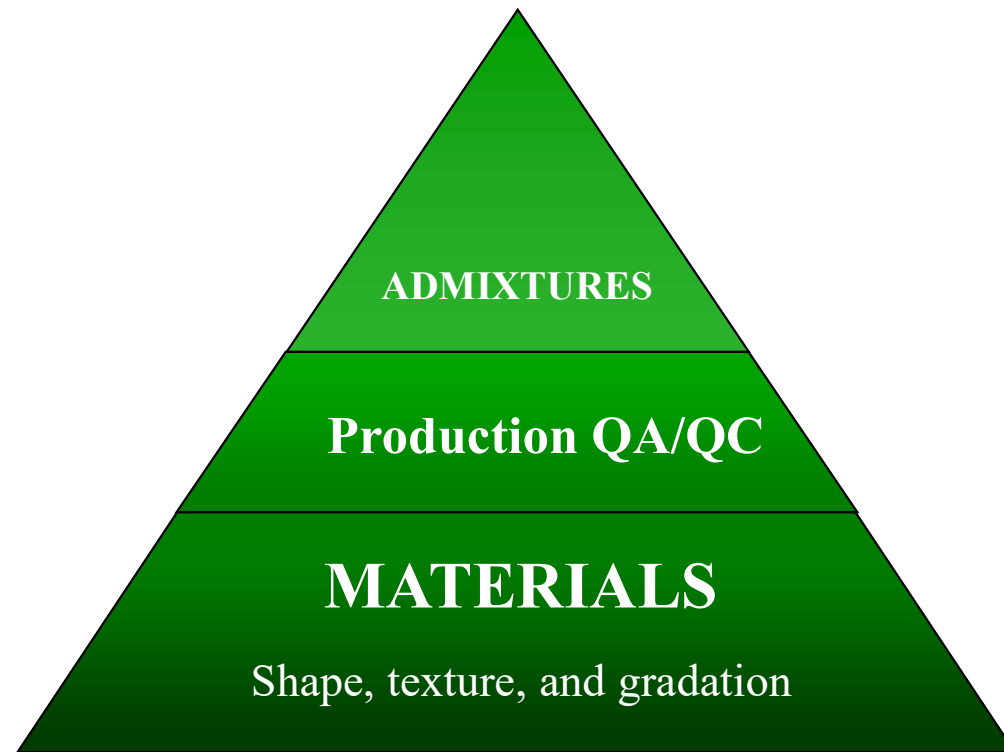 ADMIXTURES
Production QA/QC
MATERIALS
Shape, texture, and gradation